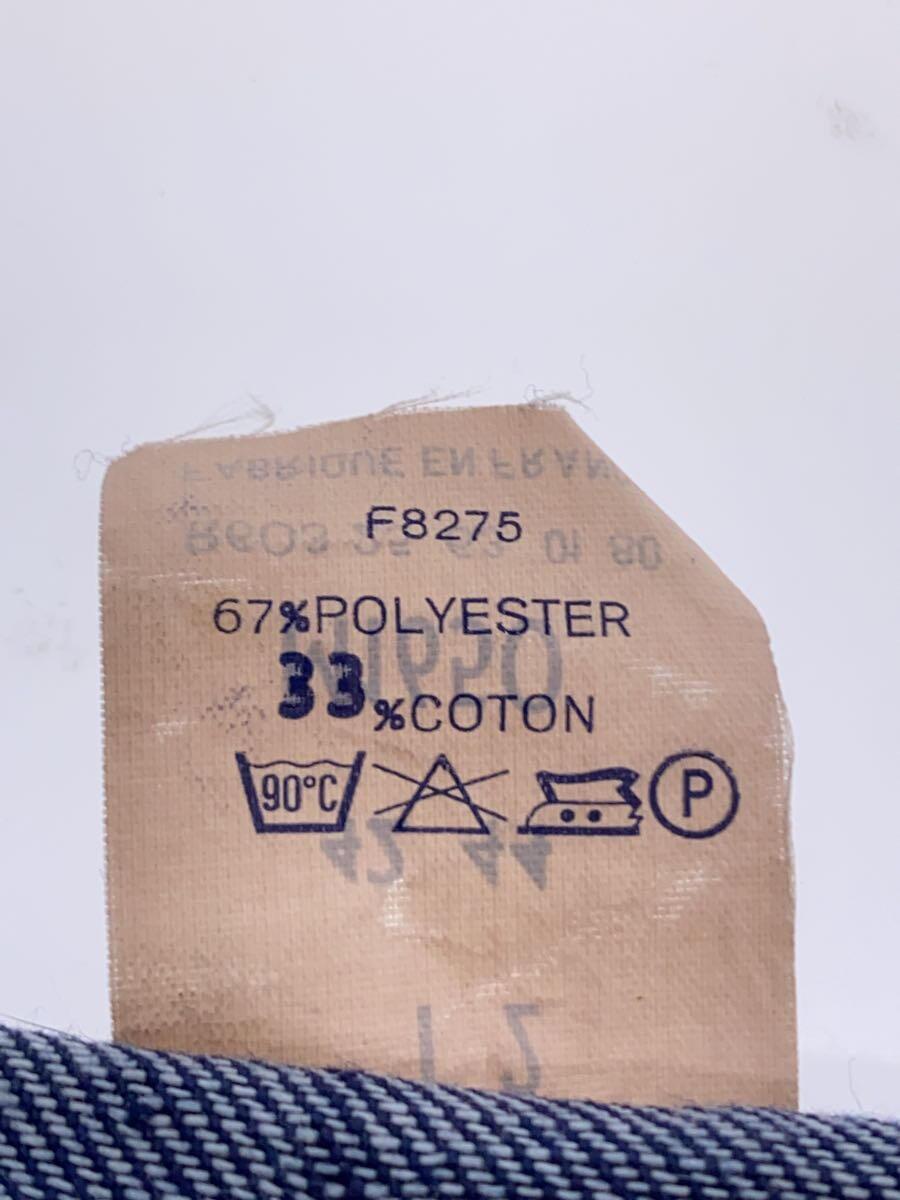 F8275
67%POLYESTER
33%COTON
90°C
P